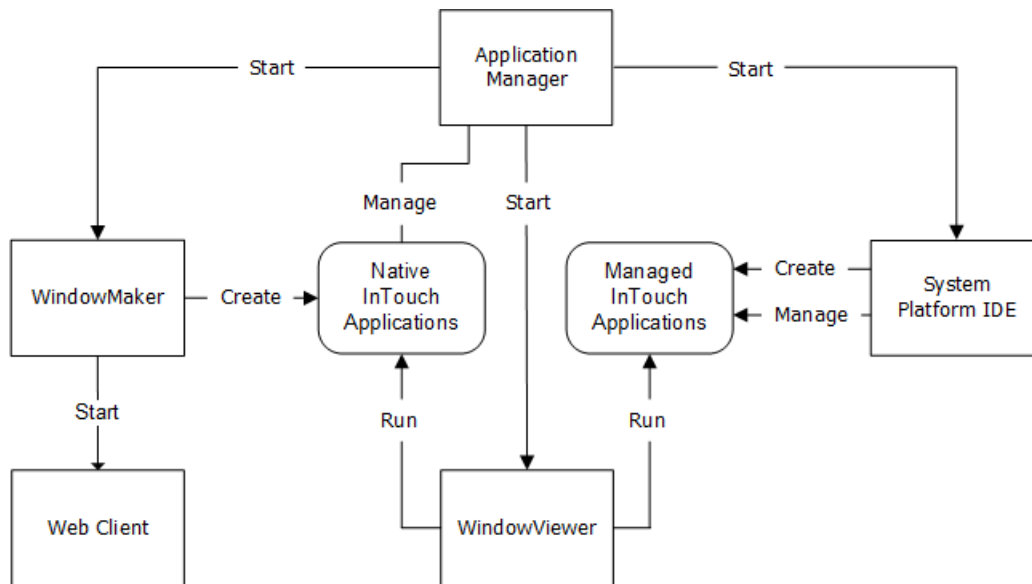 Application
Manager
Start
Start
Manage
Start
WindowMaker
Create
Native
InTouch
Applications
Managed
InTouch
Applications
Create
Manage
System
Platform IDE
Start
Run
Run
Web Client
WindowViewer